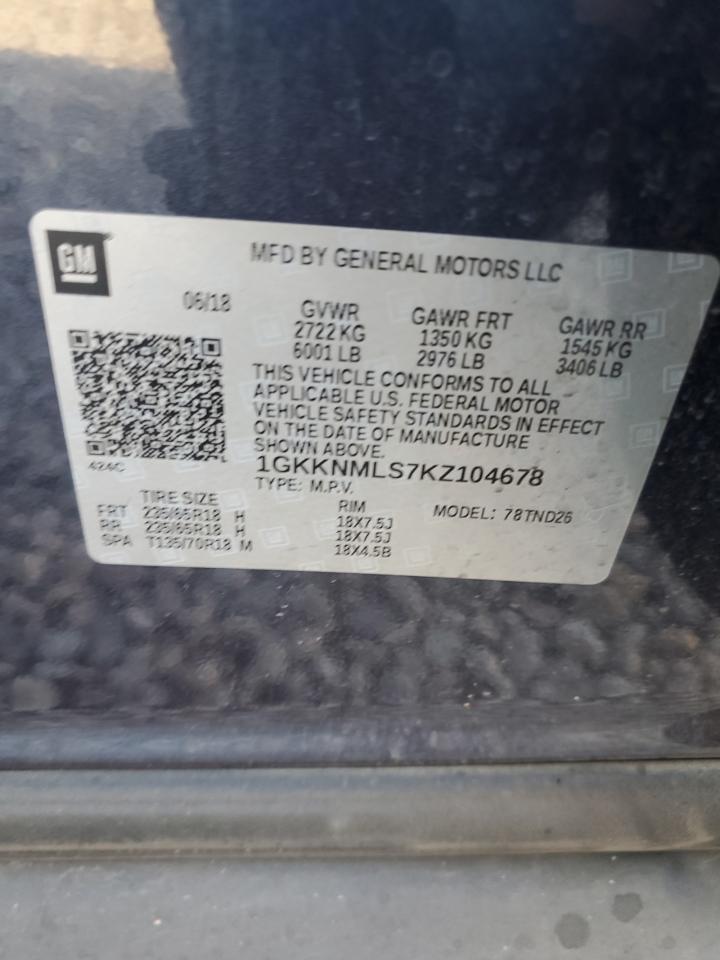 GM
MFD BY GENERAL MOTORS LLC
06/18
GVWR GAWR FRT GAWR RR
2722 KG 1350 KG 1545 KG
6001 LB 2976 LB 3406 LB
THIS VEHICLE CONFORMS TO ALL
APPLICABLE U.S. FEDERAL MOTOR
VEHICLE SAFETY STANDARDS IN EFFECT
ON THE DATE OF MANUFACTURE
SHOWN ABOVE.
424C
1GKKNMLS7KZ104678
TYPE: M.P.V.
TIRE SIZE RIM MODEL: 78TND26
FRT 235/65R18 H 18X7.5J
RR 235/65R18 H 18X7.5J
SPA T135/70R18 M 18X4.5B